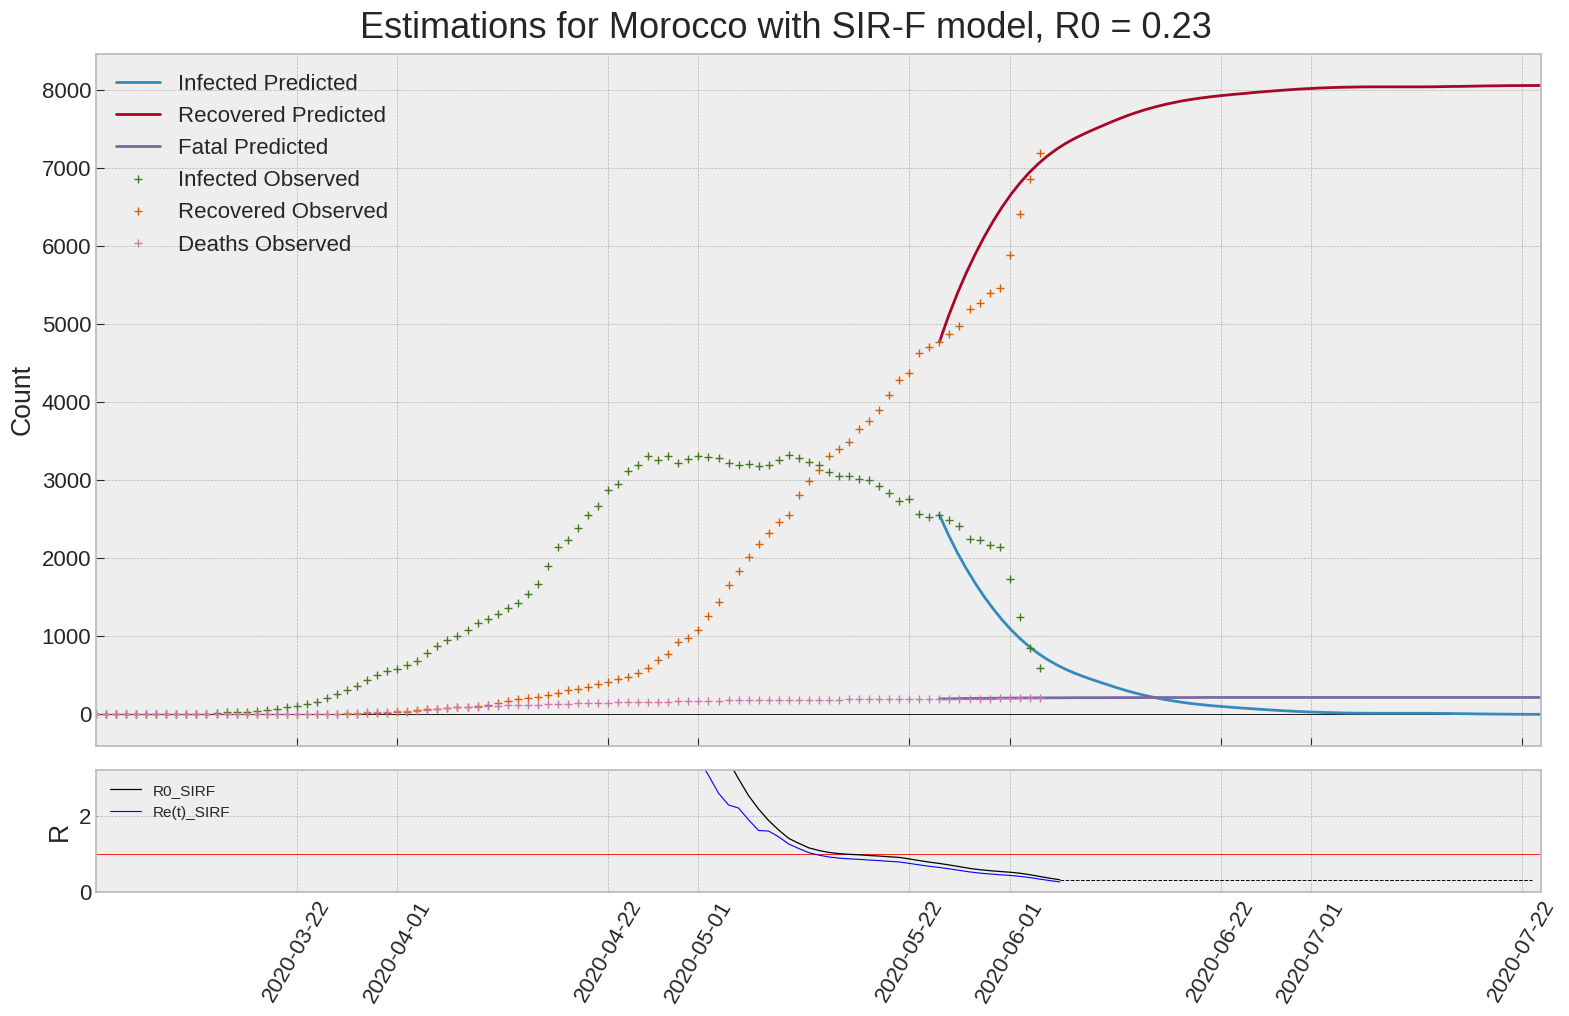 Estimations for Morocco with SIR-F model, R0 = 0.23
Infected Predicted
Recovered Predicted
Fatal Predicted
Infected Observed
Recovered Observed
Deaths Observed
8000
7000
6000
5000
4000
3000
2000
1000
0
Count
R0_SIRF
Re(t)_SIRF
2
0
R
2020-03-22
2020-04-01
2020-04-22
2020-05-01
2020-05-22
2020-06-01
2020-06-22
2020-07-01
2020-07-22